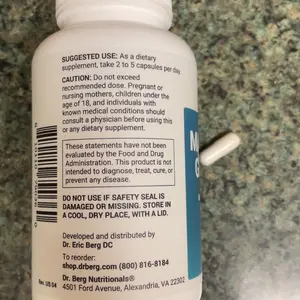 SUGGESTED USE: As a dietary
supplement, take 2 to 5 capsules per day.
CAUTION: Do not exceed
recommended dose. Pregnant or
nursing mothers, children under the
age of 18, and individuals with
known medical conditions should
consult a physician before using this
or any dietary supplement.
These statements have not been
evaluated by the Food and Drug
Administration. This product is not
intended to diagnose, treat, cure, or
prevent any disease.
DO NOT USE IF SAFETY SEAL IS
DAMAGED OR MISSING. STORE IN
A COOL, DRY PLACE, WITH A LID.
Developed and distributed by
Dr. Eric Berg DC
To reorder:
shop.drberg.com (800) 816-8184
Dr. Berg Nutritionals®
4501 Ford Avenue, Alexandria, VA 22302
Rev. US 04